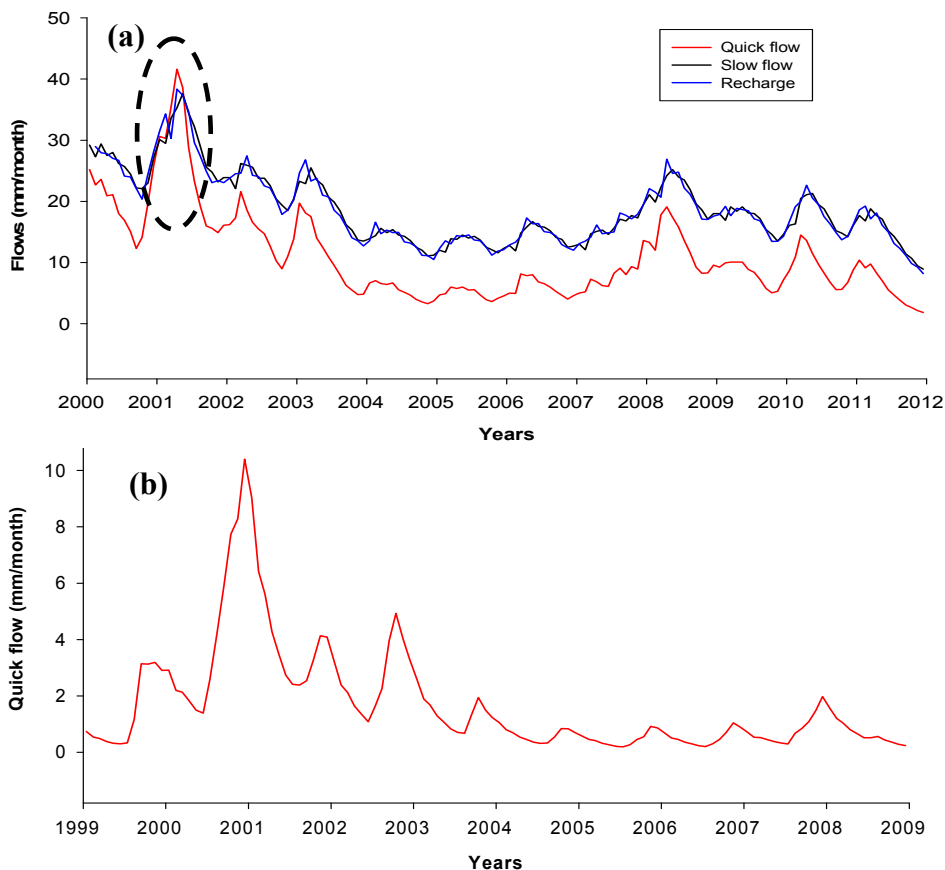 (a)
50
40
30
20
10
0
Flows (mm/month)
Quick flow
Slow flow
Recharge
2000 2001 2002 2003 2004 2005 2006 2007 2008 2009 2010 2011 2012
Years
(b)
10
8
6
4
2
0
Quick flow (mm/month)
1999 2000 2001 2002 2003 2004 2005 2006 2007 2008 2009
Years